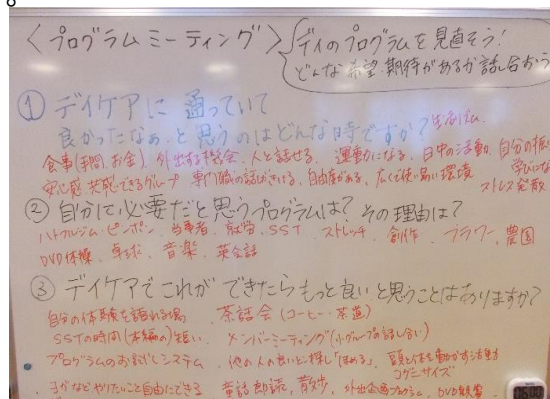 〈プログラムミーティング〉
デイのプログラムを見直そう!
どんな希望・期待があるか話し合おう
① デイケアに通っていて
良かったなぁ、と思うのはどんな時ですか?
生活リズム
食事(手間、お金)、外出する機会、人と話せる、運動になる、日中の活動、自分の振
学びになる
安心感 共感できるグループ 専門職の話がきける、自由度がある、広くて使い易い環境
ストレス発散
② 自分に必要だと思うプログラムは?その理由は?
ハートフルジム・ピンポン、当事者、就労、SST ストレッチ、創作、フラワー、農園
DVD体操、卓球、音楽、英会話
③ デイケアでこれができたらもっと良いと思うことはありますか?
自分の体験を語れる場、茶話会(コーヒー・茶道)
SSTの時間(本編の)短い、メンバーミーティング(小グループの話し合い)
プログラムのおためしシステム、他の人の良いとこ探し「ほめる」、頭と体を動かす活動
コグニサイズ
ヨガなどやりたいこと自由にできる 童話朗読、散歩、外出企画プログラム、DVD観賞